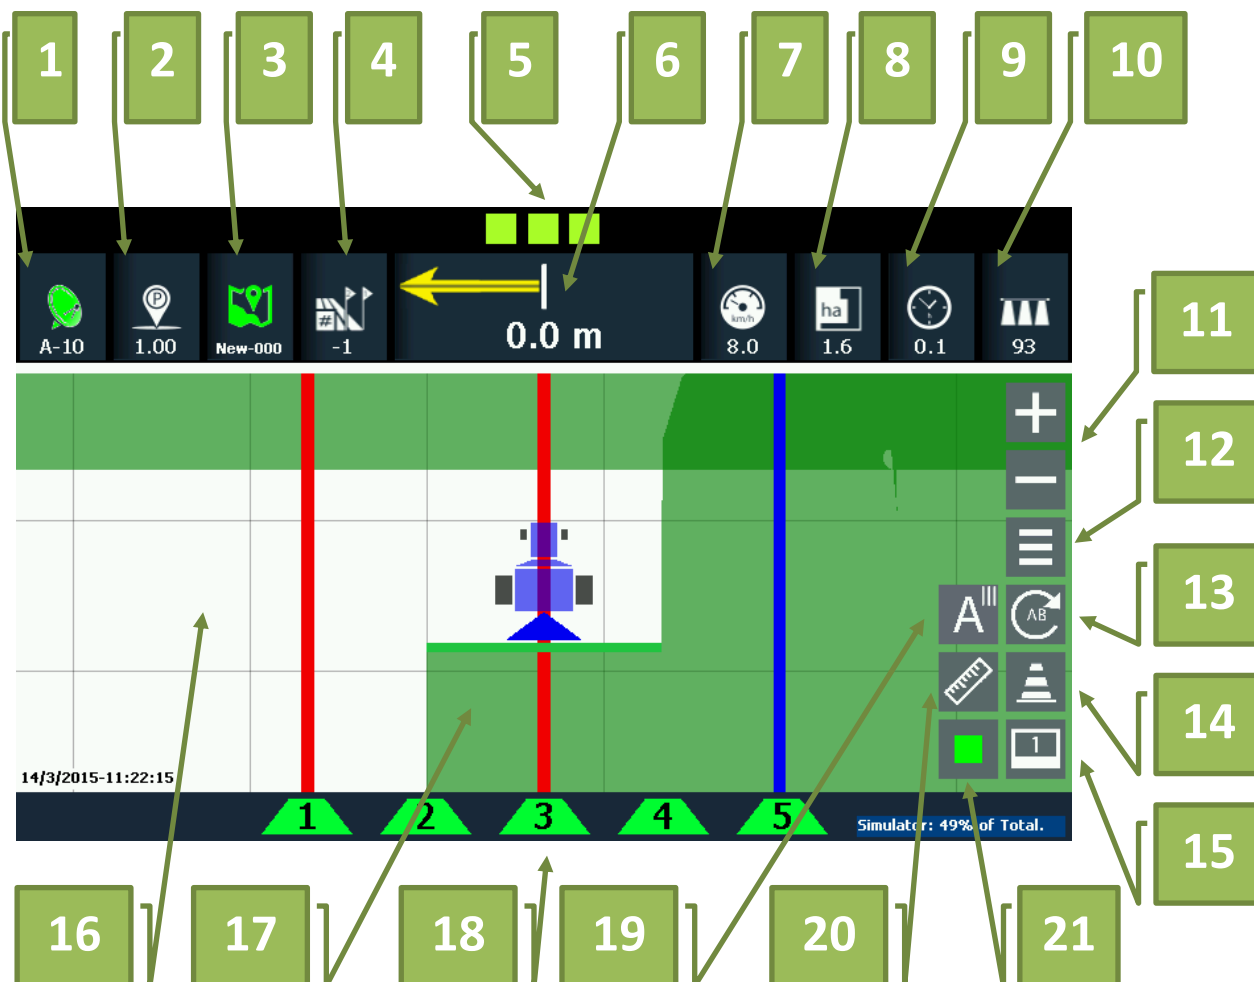 1 2 3 4 5 6 7 8 9 10
P
ha
km/h
#
0.0 m
A-10 1.00 New-000 -1 8.0 1.6 0.1 93
11
12
13
14
15
A
AB
1
14/3/2015-11:22:15
1 2 3 4 5
Simulator: 49% of Total.
16 17 18 19 20 21